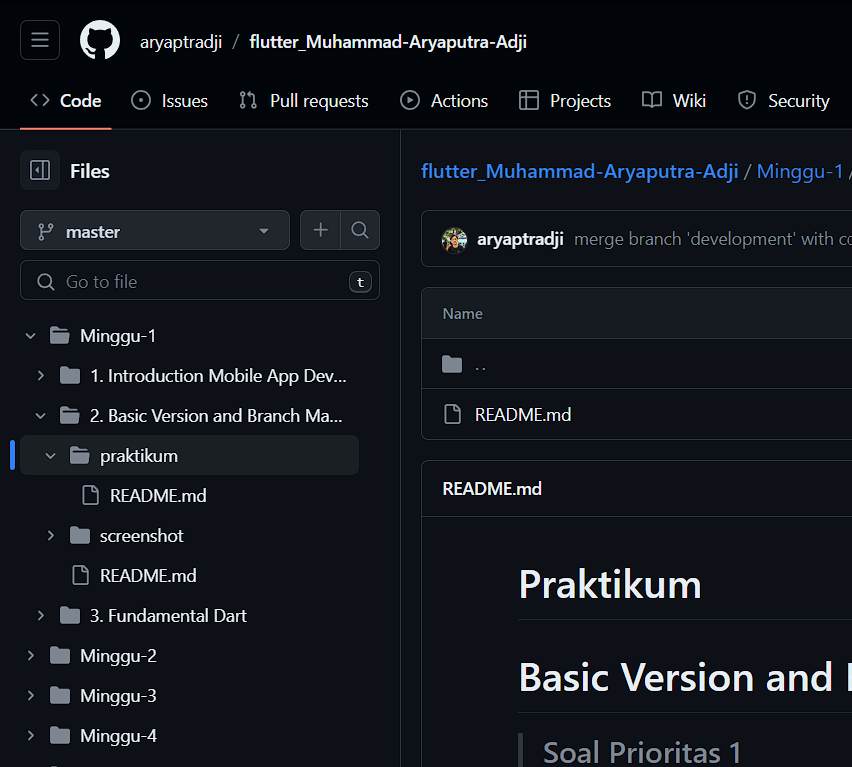 aryaptradji / flutter_Muhammad-Aryaputra-Adji
Code Issues Pull requests Actions Projects Wiki Security
Files
master
Go to file t
Minggu-1
1. Introduction Mobile App Dev...
2. Basic Version and Branch Ma...
praktikum
README.md
screenshot
README.md
3. Fundamental Dart
Minggu-2
Minggu-3
Minggu-4
flutter_Muhammad-Aryaputra-Adji / Minggu-1 /
aryaptradji merge branch 'development' with
Name
..
README.md
README.md
Praktikum
Basic Version and
Soal Prioritas 1